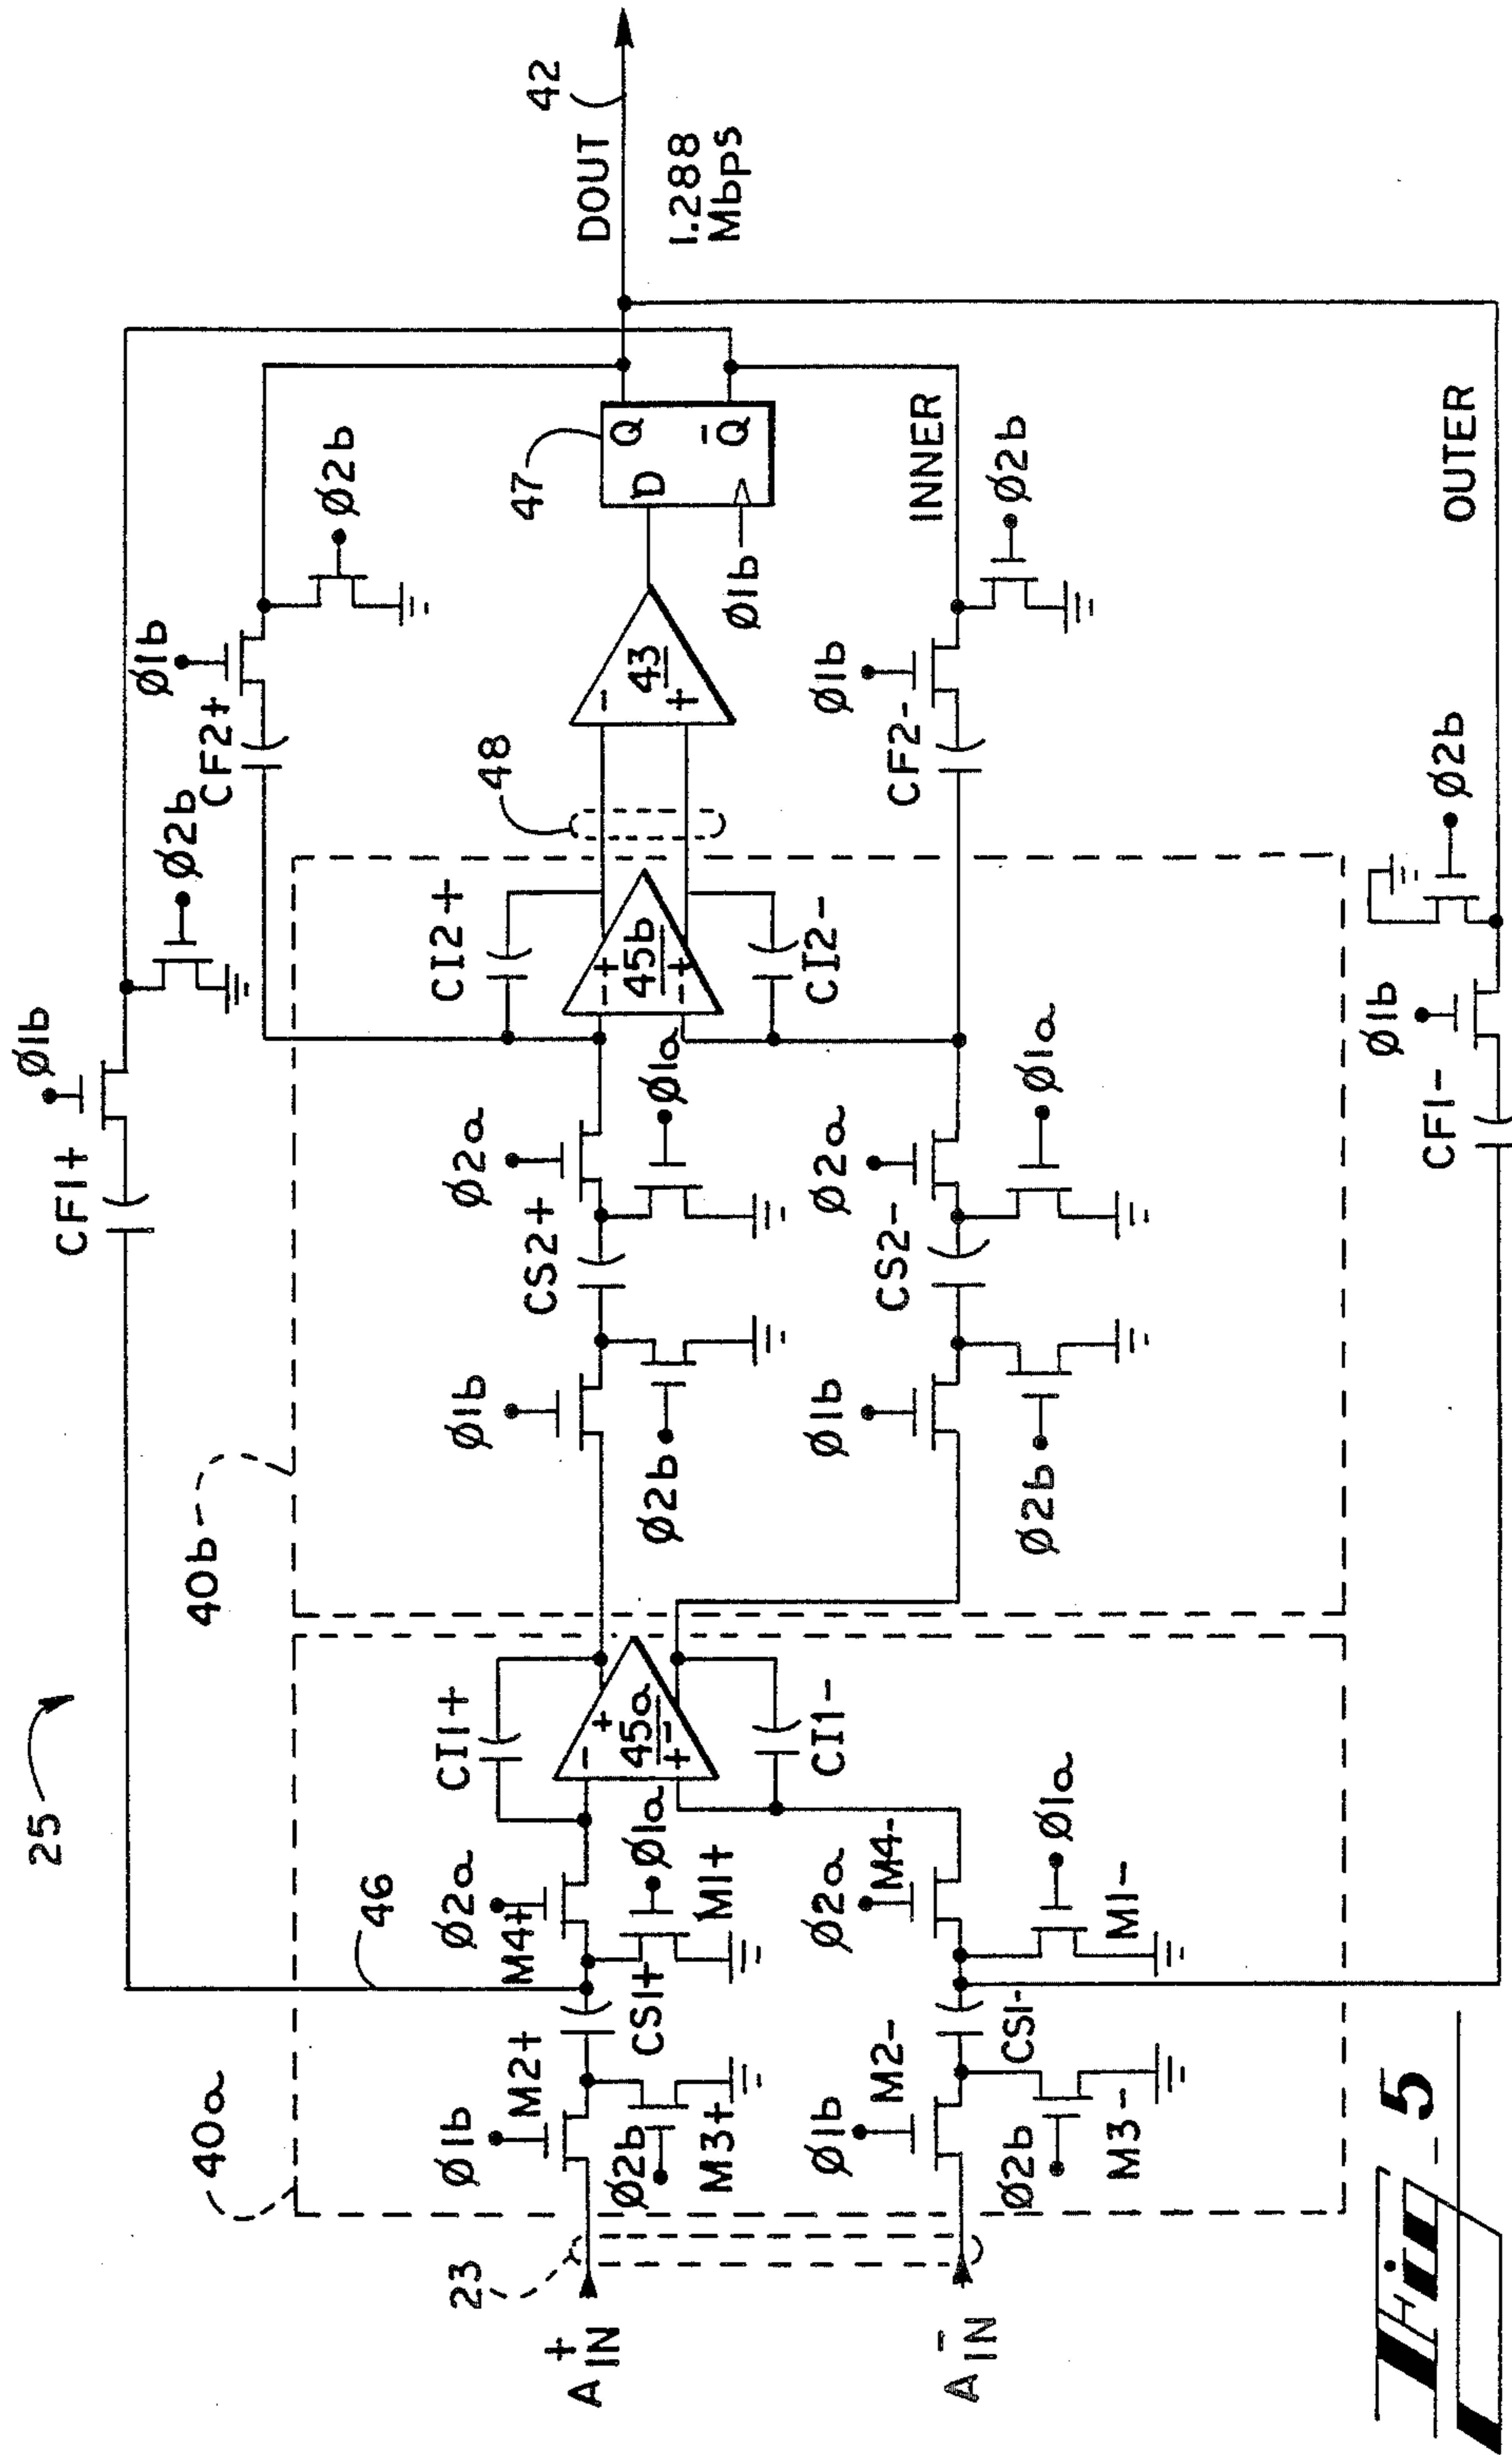 25
40a
40b
46
CF1+
Ø1b
Ø2b
CF2+
Ø1b
Ø2b
CI1+
CI2+
48
47
42
DOUT
1.288
Mbps
23
A+IN
Ø1b
M2+
Ø2b
M3+
CS1+
M4+
Ø2a
M1+
Ø1a
-
+
45a
+
-
CI1-
Ø1b
Ø2b
CS2+
Ø2a
Ø1a
-
+
45b
-
+
CI2-
-
43
+
D
Q
Q̄
Ø1b
A-IN
Ø1b
M2-
Ø2b
M3-
CS1-
Ø2a
M4-
M1-
Ø1a
Ø1b
Ø2b
CS2-
Ø2a
Ø1a
CF2-
Ø1b
Ø2b
INNER
CF1-
Ø1b
Ø2b
OUTER
Fig_5